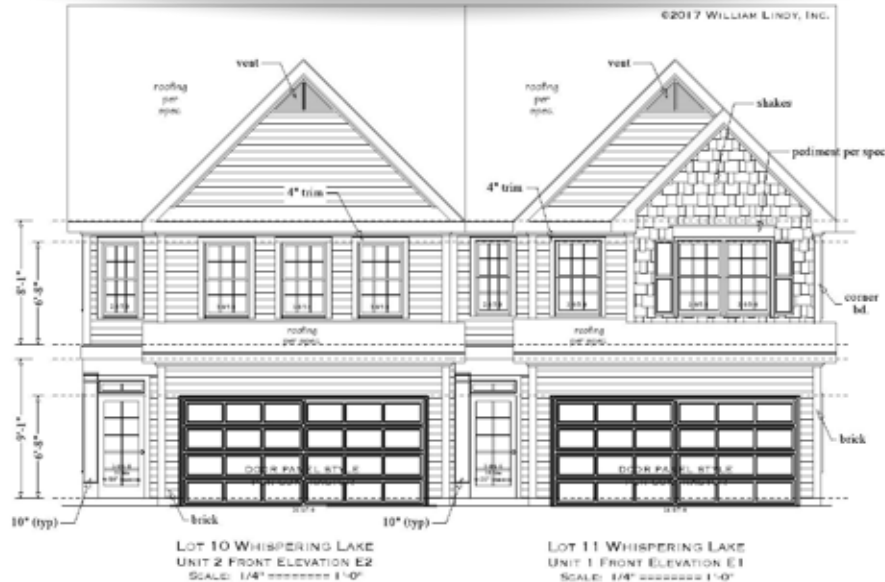 ©2017 WILLIAM LINDY, INC.
vent
vent
roofing
per
spec.
roofing
per
spec.
shakes
pediment per spec
4" trim
4" trim
8'-1"
6'-8"
corner
bd.
roofing
per spec.
roofing
per spec.
9'-1"
6'-8"
brick
DOOR PANEL STYLE
DOOR PANEL STYLE
10" (typ)
brick
10" (typ)
LOT 10 WHISPERING LAKE
UNIT 2 FRONT ELEVATION E2
SCALE: 1/4" ======== 1'-0"
LOT 11 WHISPERING LAKE
UNIT 1 FRONT ELEVATION E1
SCALE: 1/4" ======== 1'-0"